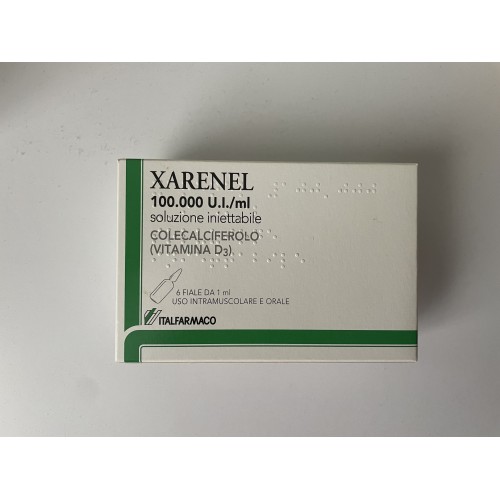 XARENEL
100.000 U.I./ml
soluzione iniettabile
COLECALCIFEROLO
(VITAMINA D3)
6 FIALE DA 1 ml
USO INTRAMUSCOLARE E ORALE
ITALFARMACO